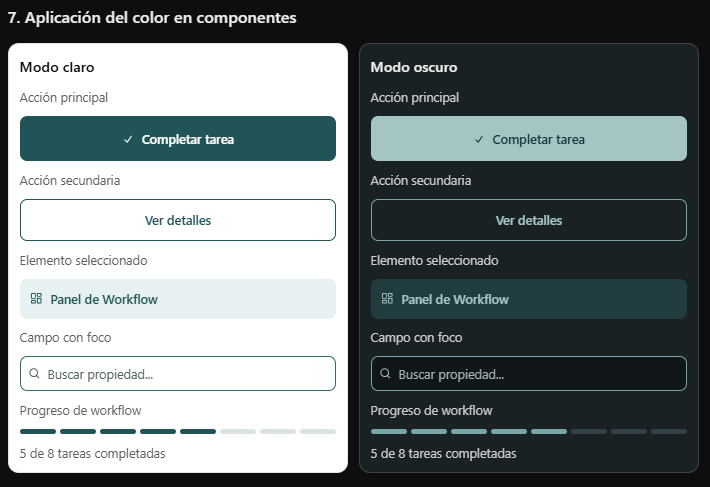 7. Aplicación del color en componentes
Modo claro
Acción principal
Completar tarea
Acción secundaria
Ver detalles
Elemento seleccionado
Panel de Workflow
Campo con foco
Buscar propiedad...
Progreso de workflow
5 de 8 tareas completadas
Modo oscuro
Acción principal
Completar tarea
Acción secundaria
Ver detalles
Elemento seleccionado
Panel de Workflow
Campo con foco
Buscar propiedad...
Progreso de workflow
5 de 8 tareas completadas